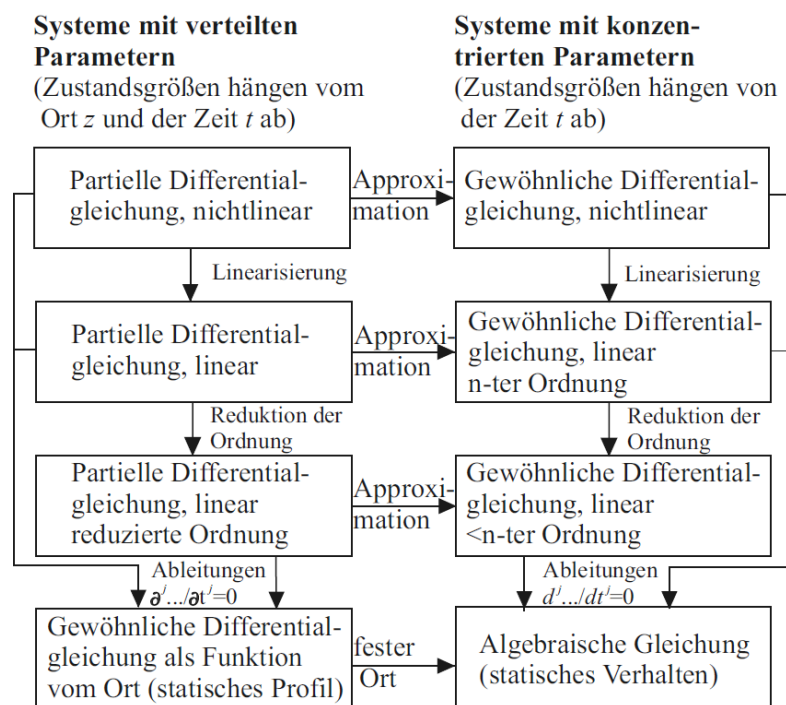 Systeme mit verteilten
Parametern
(Zustandsgrößen hängen vom
Ort z und der Zeit t ab)
Systeme mit konzen-
trierten Parametern
(Zustandsgrößen hängen von
der Zeit t ab)
Partielle Differential-
gleichung, nichtlinear
Approxi-
mation
Gewöhnliche Differential-
gleichung, nichtlinear
Linearisierung
Linearisierung
Partielle Differential-
gleichung, linear
Approxi-
mation
Gewöhnliche Differential-
gleichung, linear
n-ter Ordnung
Reduktion der
Ordnung
Reduktion der
Ordnung
Partielle Differential-
gleichung, linear
reduzierte Ordnung
Approxi-
mation
Gewöhnliche Differential-
gleichung, linear
<n-ter Ordnung
Ableitungen
∂ʲ.../∂tʲ=0
Ableitungen
dʲ.../dtʲ=0
Gewöhnliche Differential-
gleichung als Funktion
vom Ort (statisches Profil)
fester
Ort
Algebraische Gleichung
(statisches Verhalten)